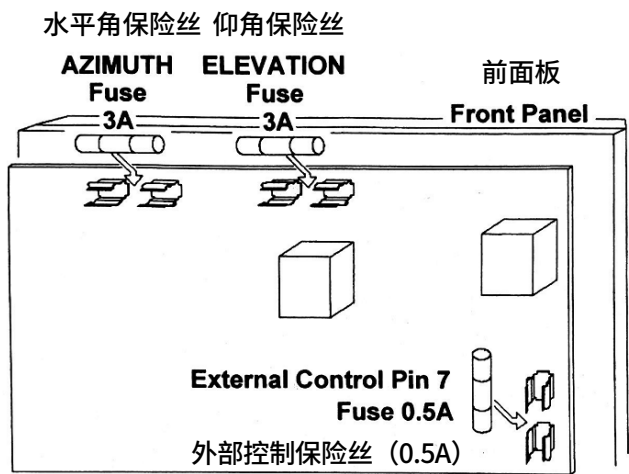 水平角保险丝 仰角保险丝
AZIMUTH ELEVATION
Fuse Fuse
3A 3A
前面板
Front Panel
External Control Pin 7
Fuse 0.5A
外部控制保险丝（0.5A）